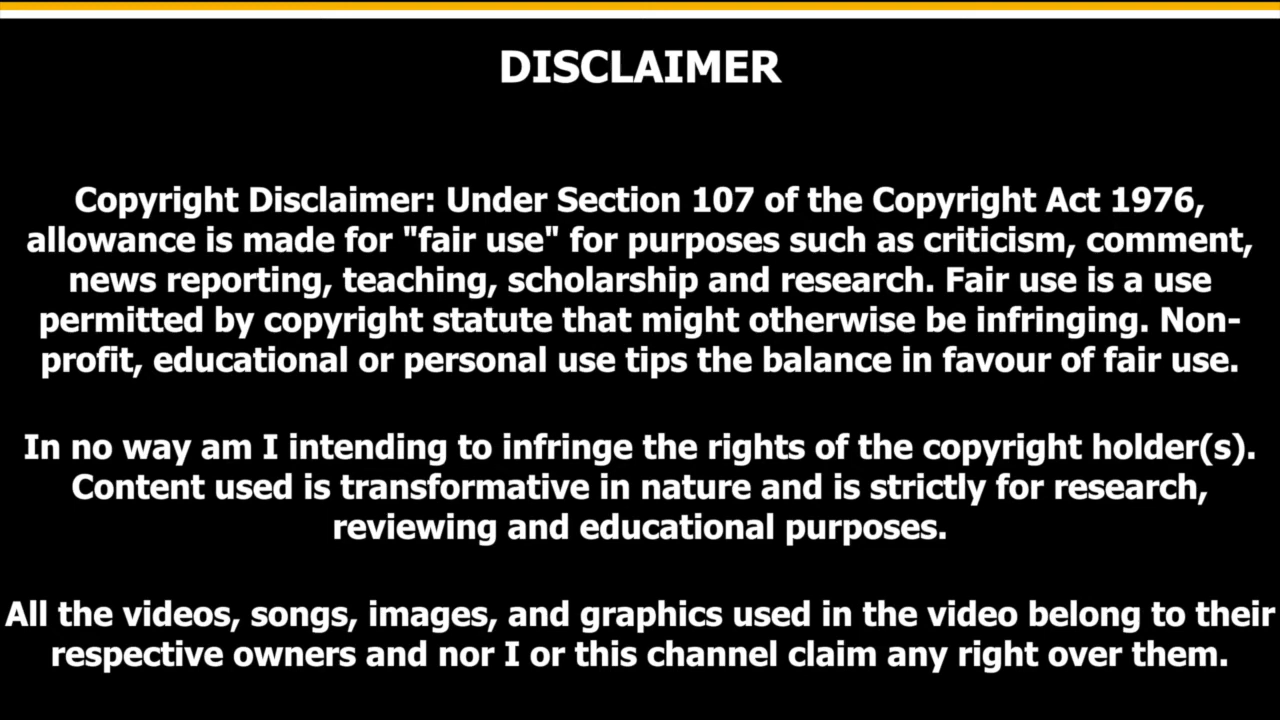 DISCLAIMER
Copyright Disclaimer: Under Section 107 of the Copyright Act 1976,
allowance is made for "fair use" for purposes such as criticism, comment,
news reporting, teaching, scholarship and research. Fair use is a use
permitted by copyright statute that might otherwise be infringing. Non-
profit, educational or personal use tips the balance in favour of fair use.
In no way am I intending to infringe the rights of the copyright holder(s).
Content used is transformative in nature and is strictly for research,
reviewing and educational purposes.
All the videos, songs, images, and graphics used in the video belong to their
respective owners and nor I or this channel claim any right over them.